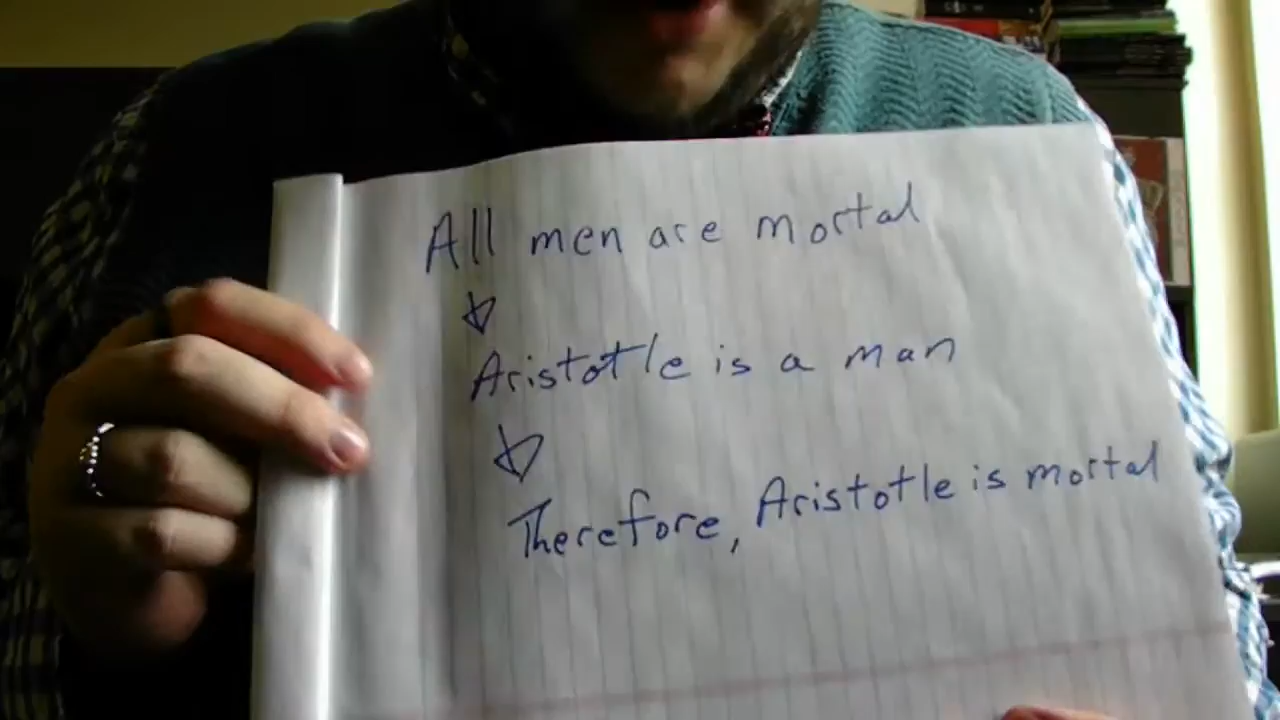 All men are mortal
Aristotle is a man
Therefore, Aristotle is mortal